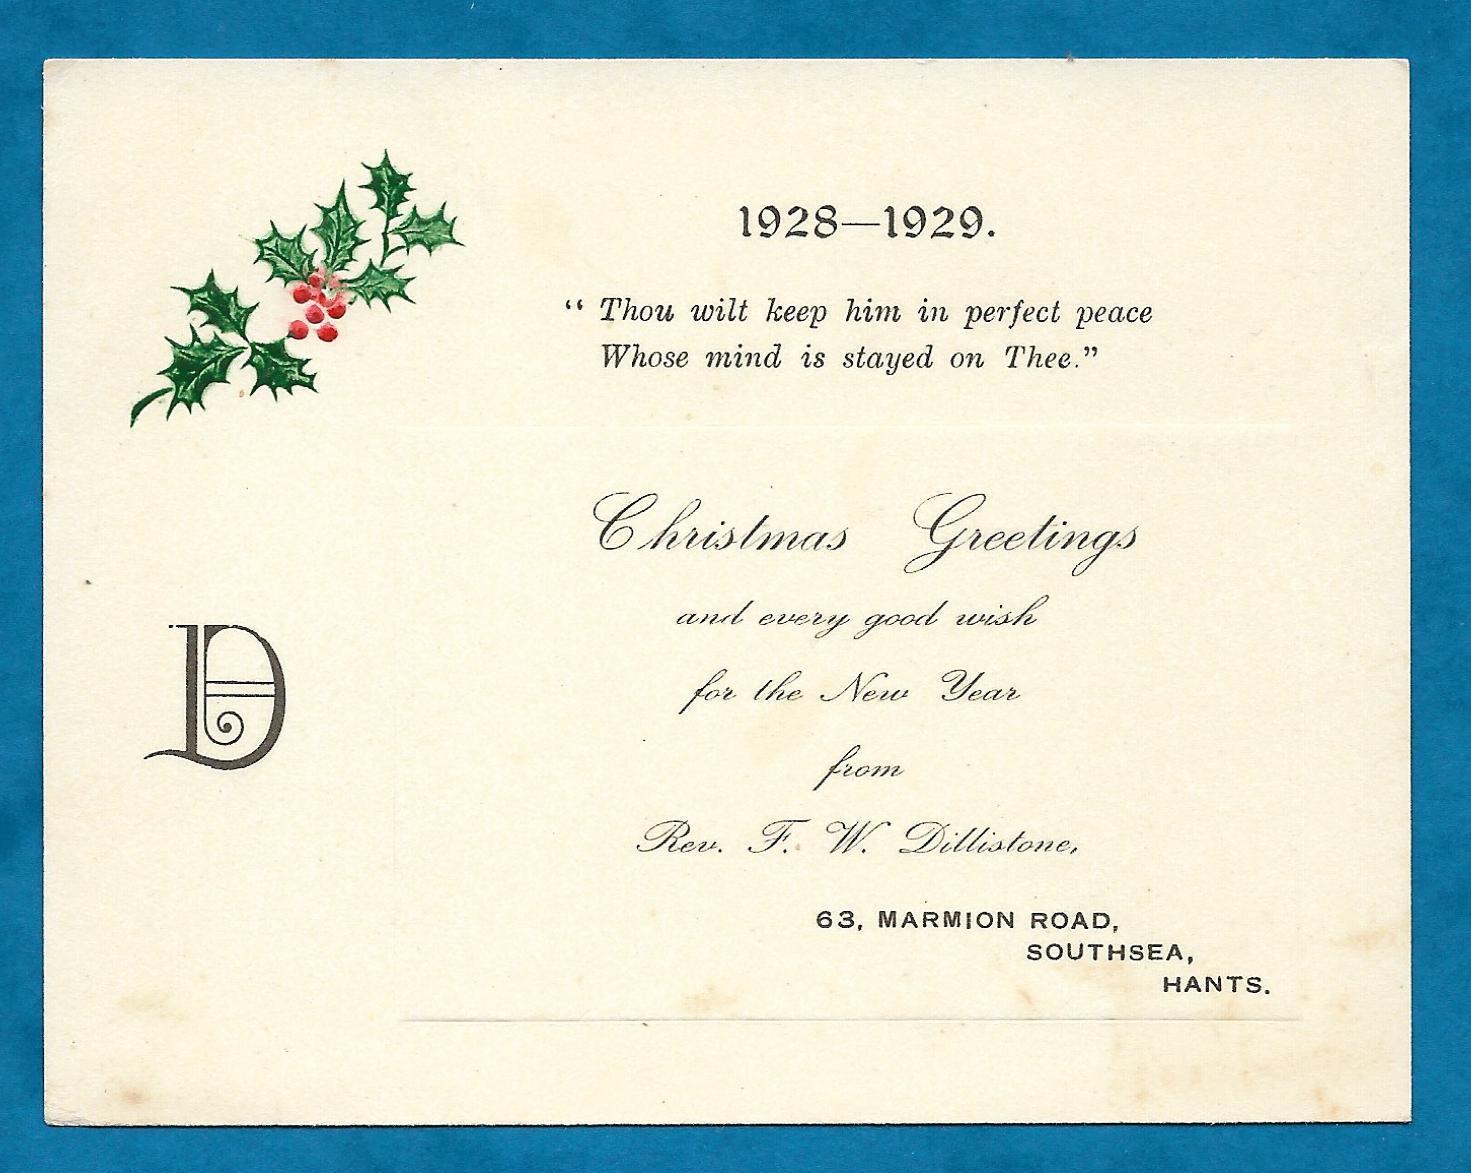 1928—1929.
“ Thou wilt keep him in perfect peace
Whose mind is stayed on Thee.”
Christmas Greetings
and every good wish
for the New Year
from
Rev. F. W. Dillistone,
63, MARMION ROAD,
SOUTHSEA,
HANTS.
D